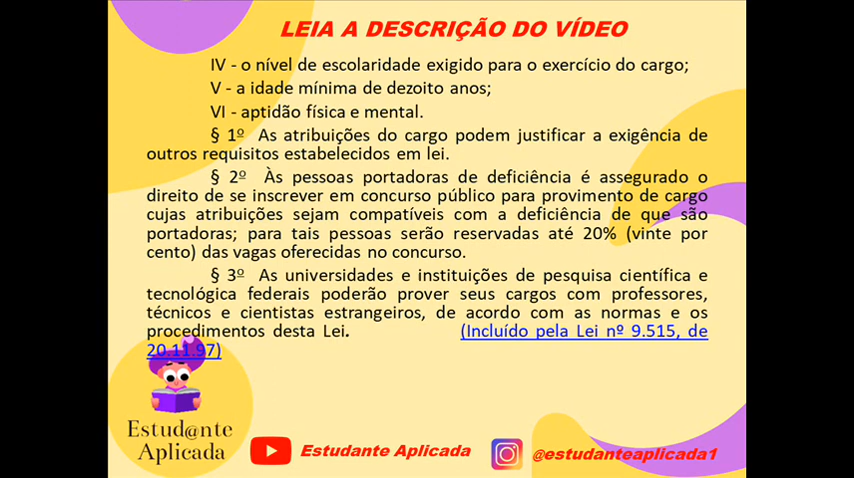 LEIA A DESCRIÇÃO DO VÍDEO
IV - o nível de escolaridade exigido para o exercício do cargo;
V - a idade mínima de dezoito anos;
VI - aptidão física e mental.
§ 1º As atribuições do cargo podem justificar a exigência de
outros requisitos estabelecidos em lei.
§ 2º Às pessoas portadoras de deficiência é assegurado o
direito de se inscrever em concurso público para provimento de cargo
cujas atribuições sejam compatíveis com a deficiência de que são
portadoras; para tais pessoas serão reservadas até 20% (vinte por
cento) das vagas oferecidas no concurso.
§ 3º As universidades e instituições de pesquisa científica e
tecnológica federais poderão prover seus cargos com professores,
técnicos e cientistas estrangeiros, de acordo com as normas e os
procedimentos desta Lei. (Incluído pela Lei nº 9.515, de
20.11.97)
Estud@nte
Aplicada
Estudante Aplicada
@estudanteaplicada1